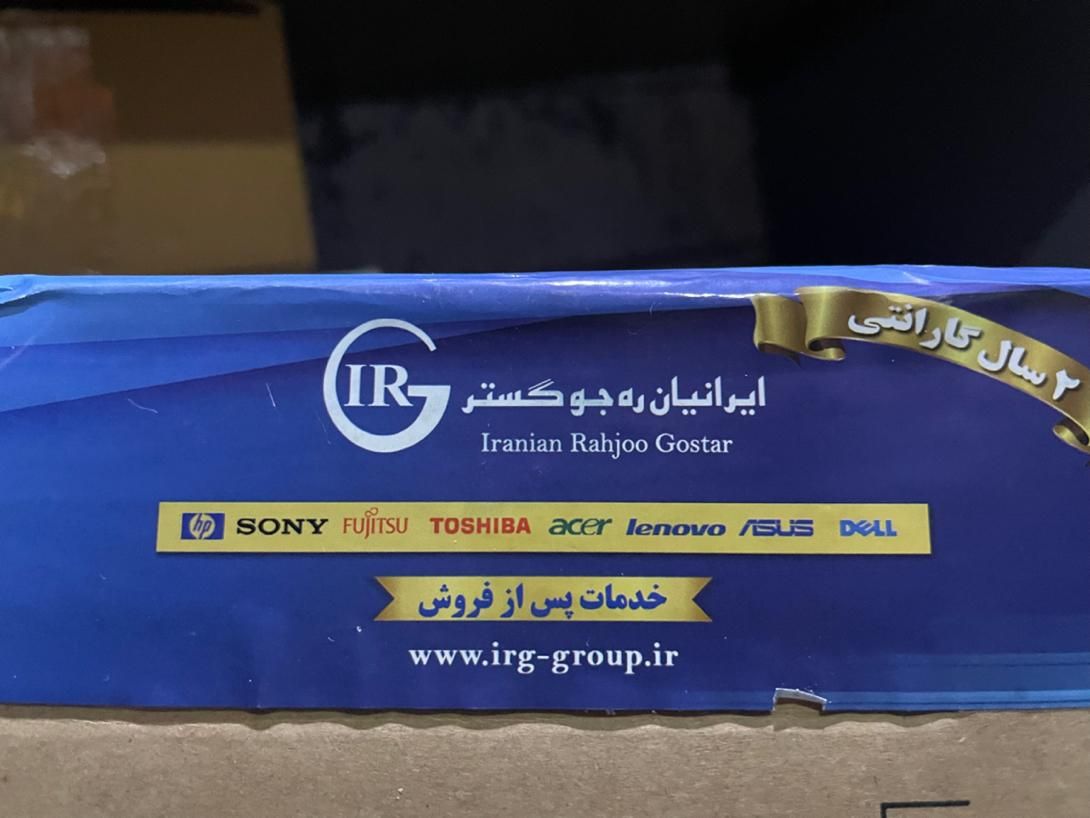 ۲ سال گارانتی
IRG
ایرانیان ره جو گستر
Iranian Rahjoo Gostar
hp SONY FUJITSU TOSHIBA acer lenovo ASUS DELL
خدمات پس از فروش
www.irg-group.ir